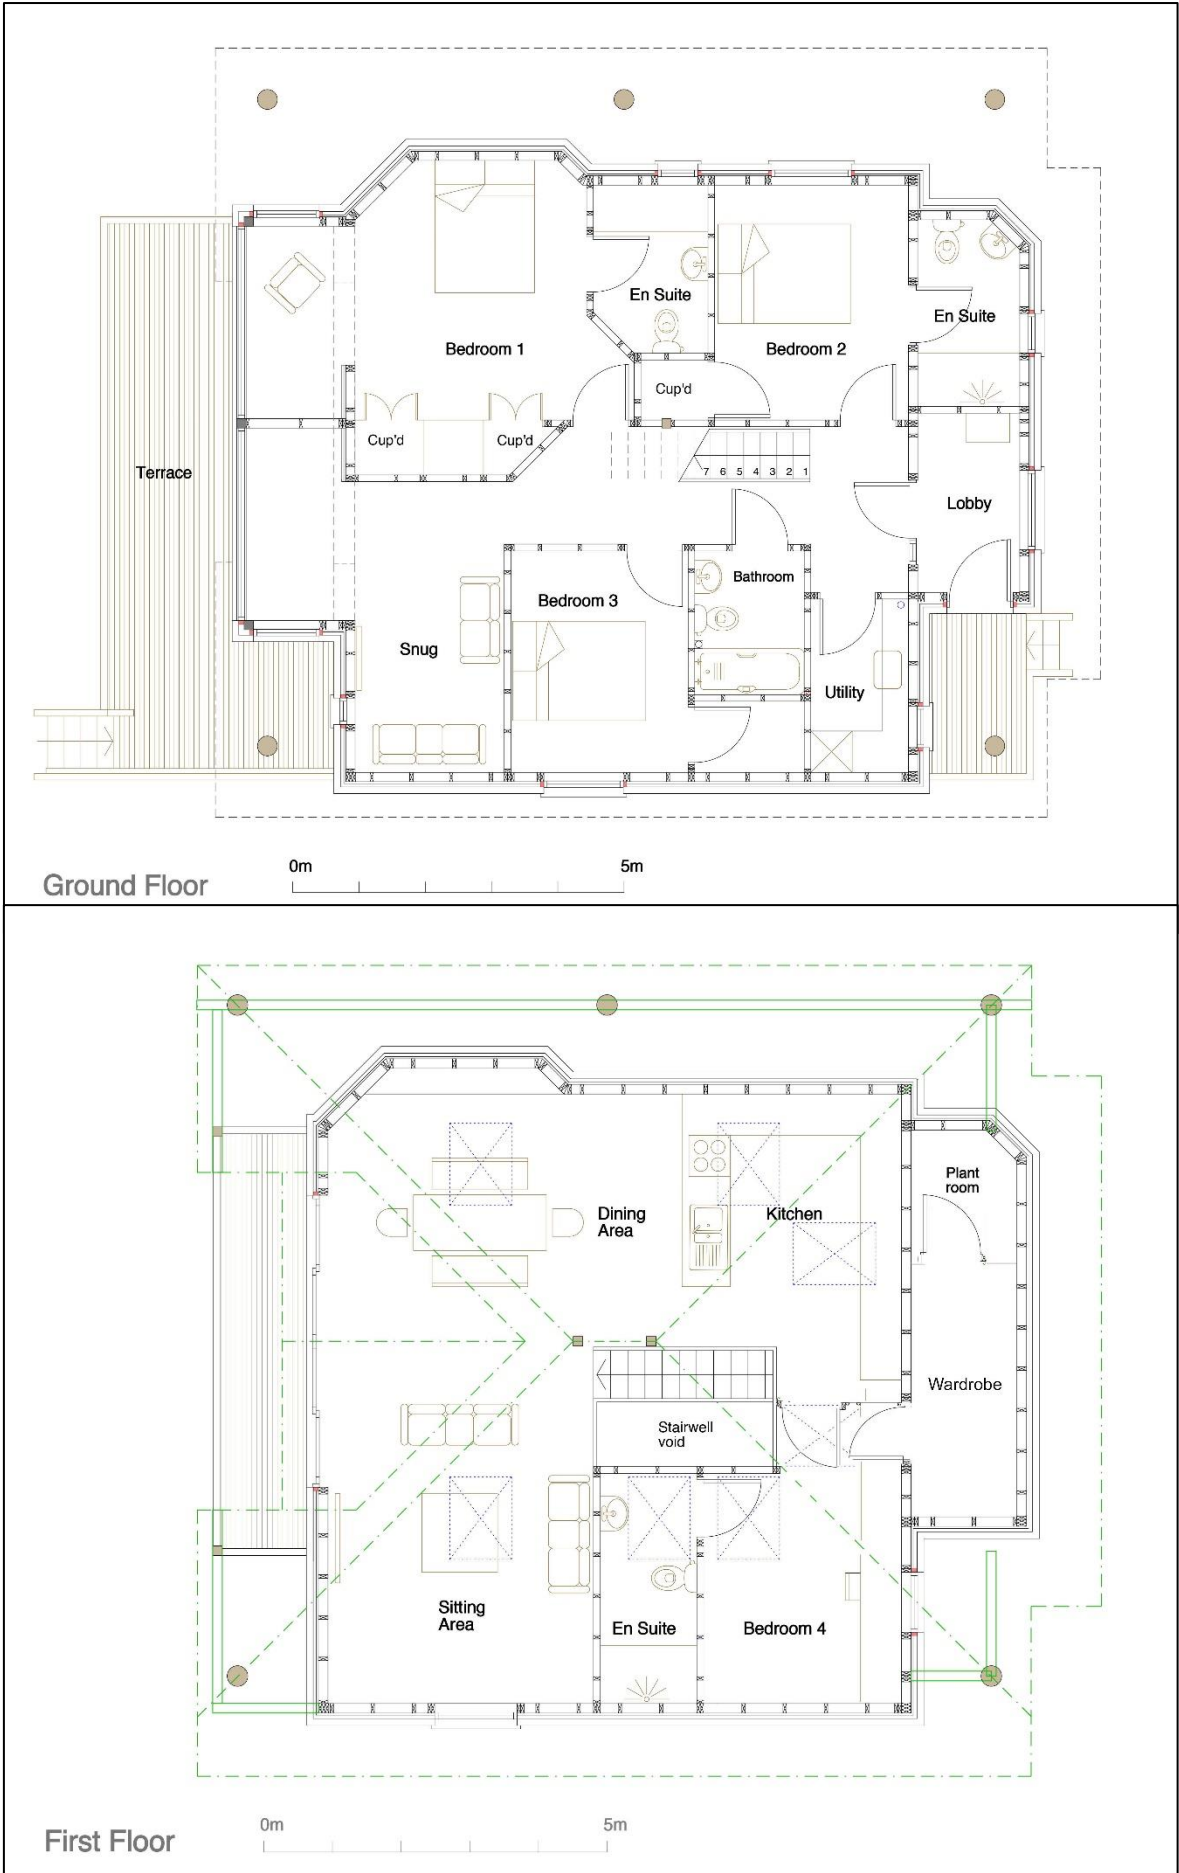 En Suite
Bedroom 1
Bedroom 2
En Suite
Cup'd
Cup'd
Cup'd
Terrace
7 6 5 4 3 2 1
Lobby
Bathroom
Bedroom 3
Snug
Utility
0m
5m
Ground Floor
Plant
room
Dining
Area
Kitchen
Wardrobe
Stairwell
void
Sitting
Area
En Suite
Bedroom 4
0m
5m
First Floor